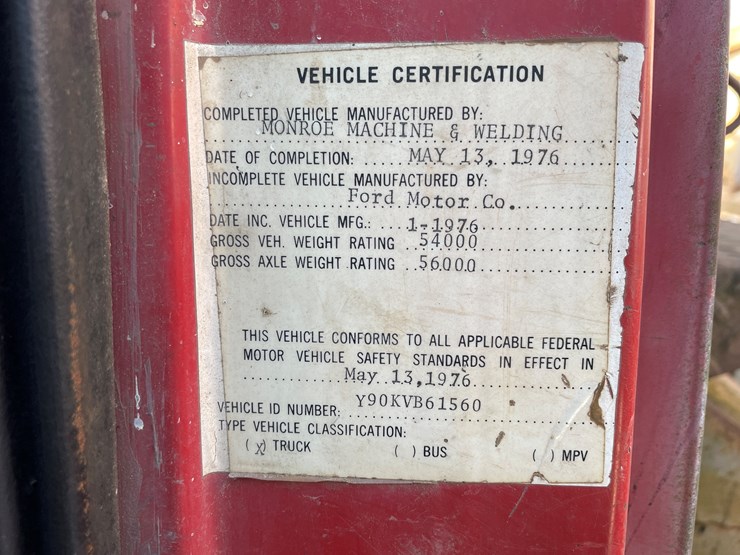 VEHICLE CERTIFICATION
COMPLETED VEHICLE MANUFACTURED BY:
MONROE MACHINE & WELDING
DATE OF COMPLETION: MAY 13, 1976
INCOMPLETE VEHICLE MANUFACTURED BY:
Ford Motor Co.
DATE INC. VEHICLE MFG.: 1-1976
GROSS VEH. WEIGHT RATING 54000
GROSS AXLE WEIGHT RATING 56000
THIS VEHICLE CONFORMS TO ALL APPLICABLE FEDERAL
MOTOR VEHICLE SAFETY STANDARDS IN EFFECT IN
May 13,1976
VEHICLE ID NUMBER: Y90KVB61560
TYPE VEHICLE CLASSIFICATION:
(X) TRUCK ( ) BUS ( ) MPV